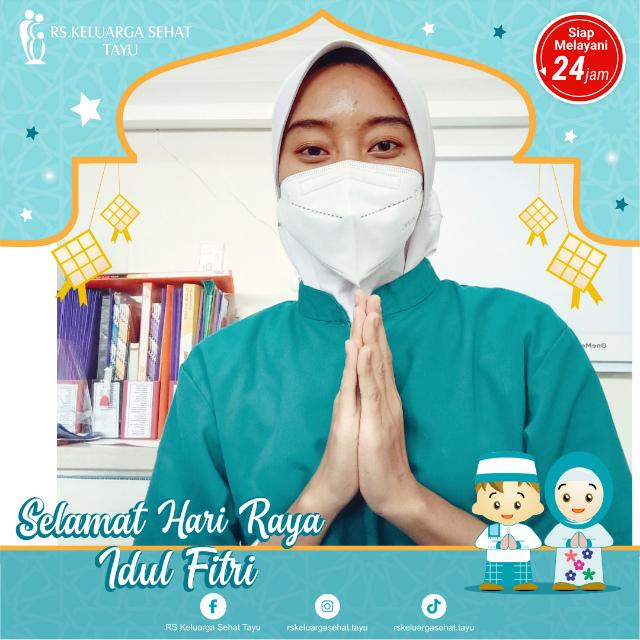 RS.KELUARGA SEHAT
TAYU
Siap
Melayani
24jam
Selamat Hari Raya
Idul Fitri
RS Keluarga Sehat Tayu
rskeluargasehat.tayu
rskeluargasehat.tayu